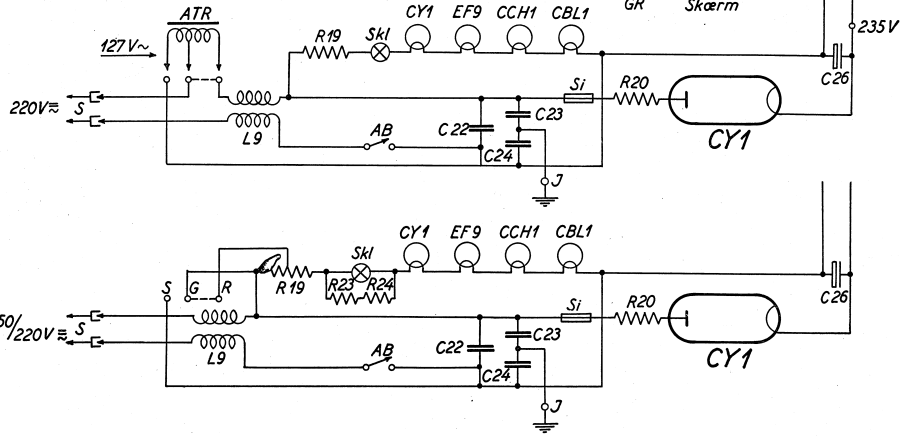 GR Skærm
ATR
CY1 EF9 CCH1 CBL1
235V
127V~
R19 Skl
C26
Si R20
S
220V≂
L9
AB
C22 C23
C24
CY1
J
CY1 EF9 CCH1 CBL1
Skl
S G R
R19 R23 R24
C26
Si R20
50/220V≂
S
L9
AB
C22 C23
C24
CY1
J